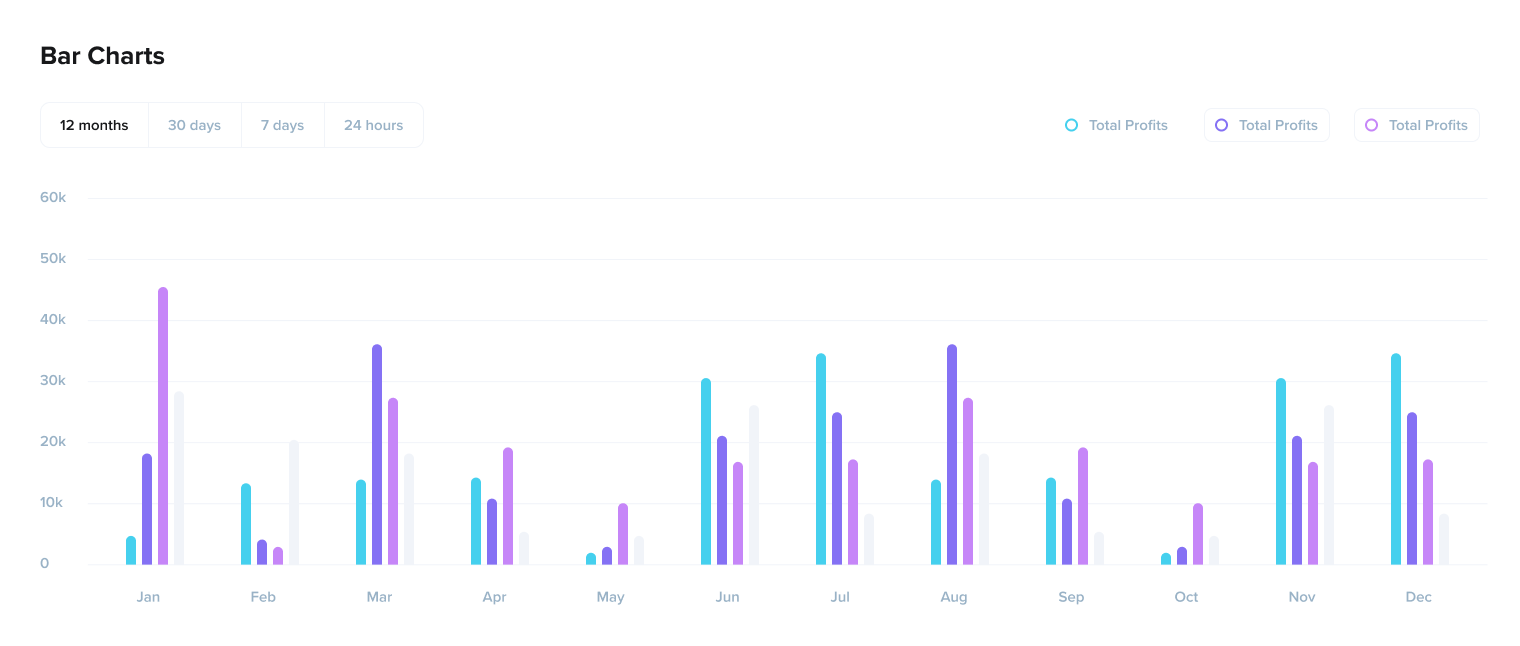 Bar Charts
12 months 30 days 7 days 24 hours Total Profits Total Profits Total Profits
60k
50k
40k
30k
20k
10k
0
Jan Feb Mar Apr May Jun Jul Aug Sep Oct Nov Dec